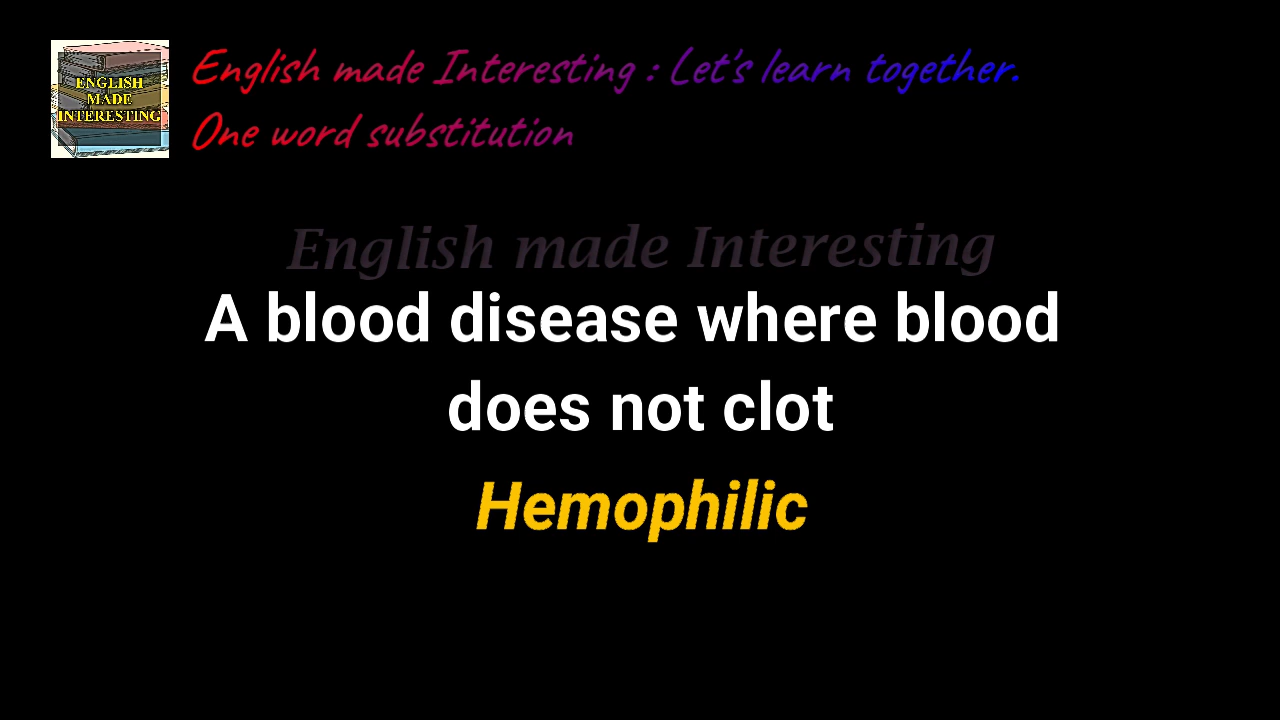 ENGLISH
MADE
INTERESTING
English made Interesting : Let's learn together.
One word substitution
English made Interesting
A blood disease where blood
does not clot
Hemophilic